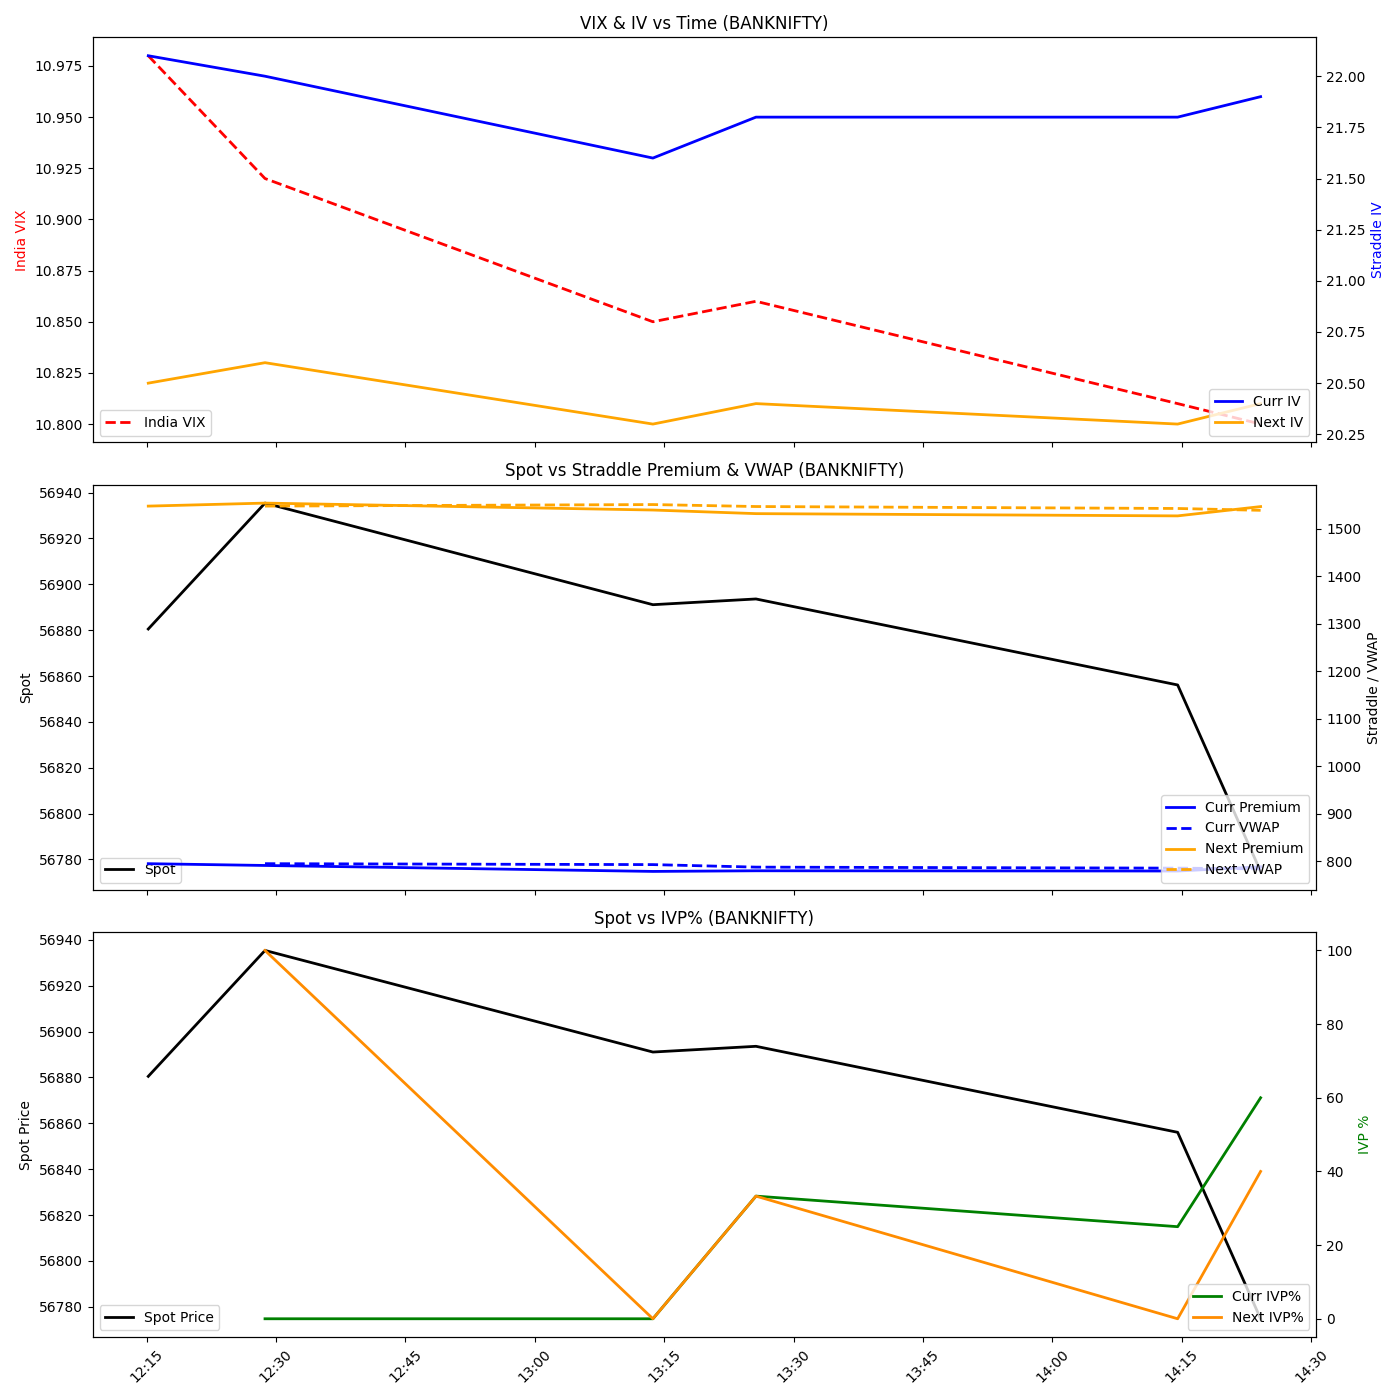 VIX & IV vs Time (BANKNIFTY)
10.975
10.950
10.925
10.900
10.875
10.850
10.825
10.800
India VIX
22.00
21.75
21.50
21.25
21.00
20.75
20.50
20.25
Straddle IV
India VIX
Curr IV
Next IV
Spot vs Straddle Premium & VWAP (BANKNIFTY)
56940
56920
56900
56880
56860
56840
56820
56800
56780
Spot
1500
1400
1300
1200
1100
1000
900
800
Straddle / VWAP
Spot
Curr Premium
Curr VWAP
Next Premium
Next VWAP
Spot vs IVP% (BANKNIFTY)
56940
56920
56900
56880
56860
56840
56820
56800
56780
Spot Price
100
80
60
40
20
0
IVP %
Spot Price
Curr IVP%
Next IVP%
12:15
12:30
12:45
13:00
13:15
13:30
13:45
14:00
14:15
14:30